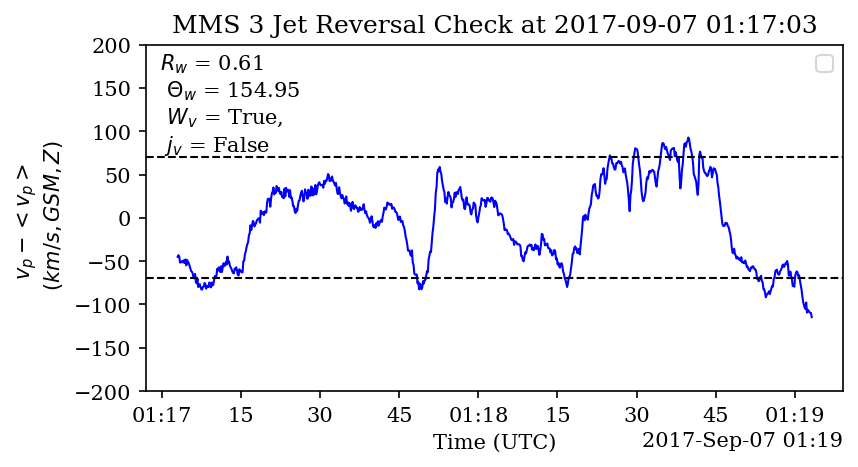 MMS 3 Jet Reversal Check at 2017-09-07 01:17:03
200
150
100
50
0
−50
−100
−150
−200
v_p − < v_p >
(km/s, GSM, Z)
R_w = 0.61
Θ_w = 154.95
W_v = True,
j_v = False
01:17 15 30 45 01:18 15 30 45 01:19
Time (UTC)
2017-Sep-07 01:19